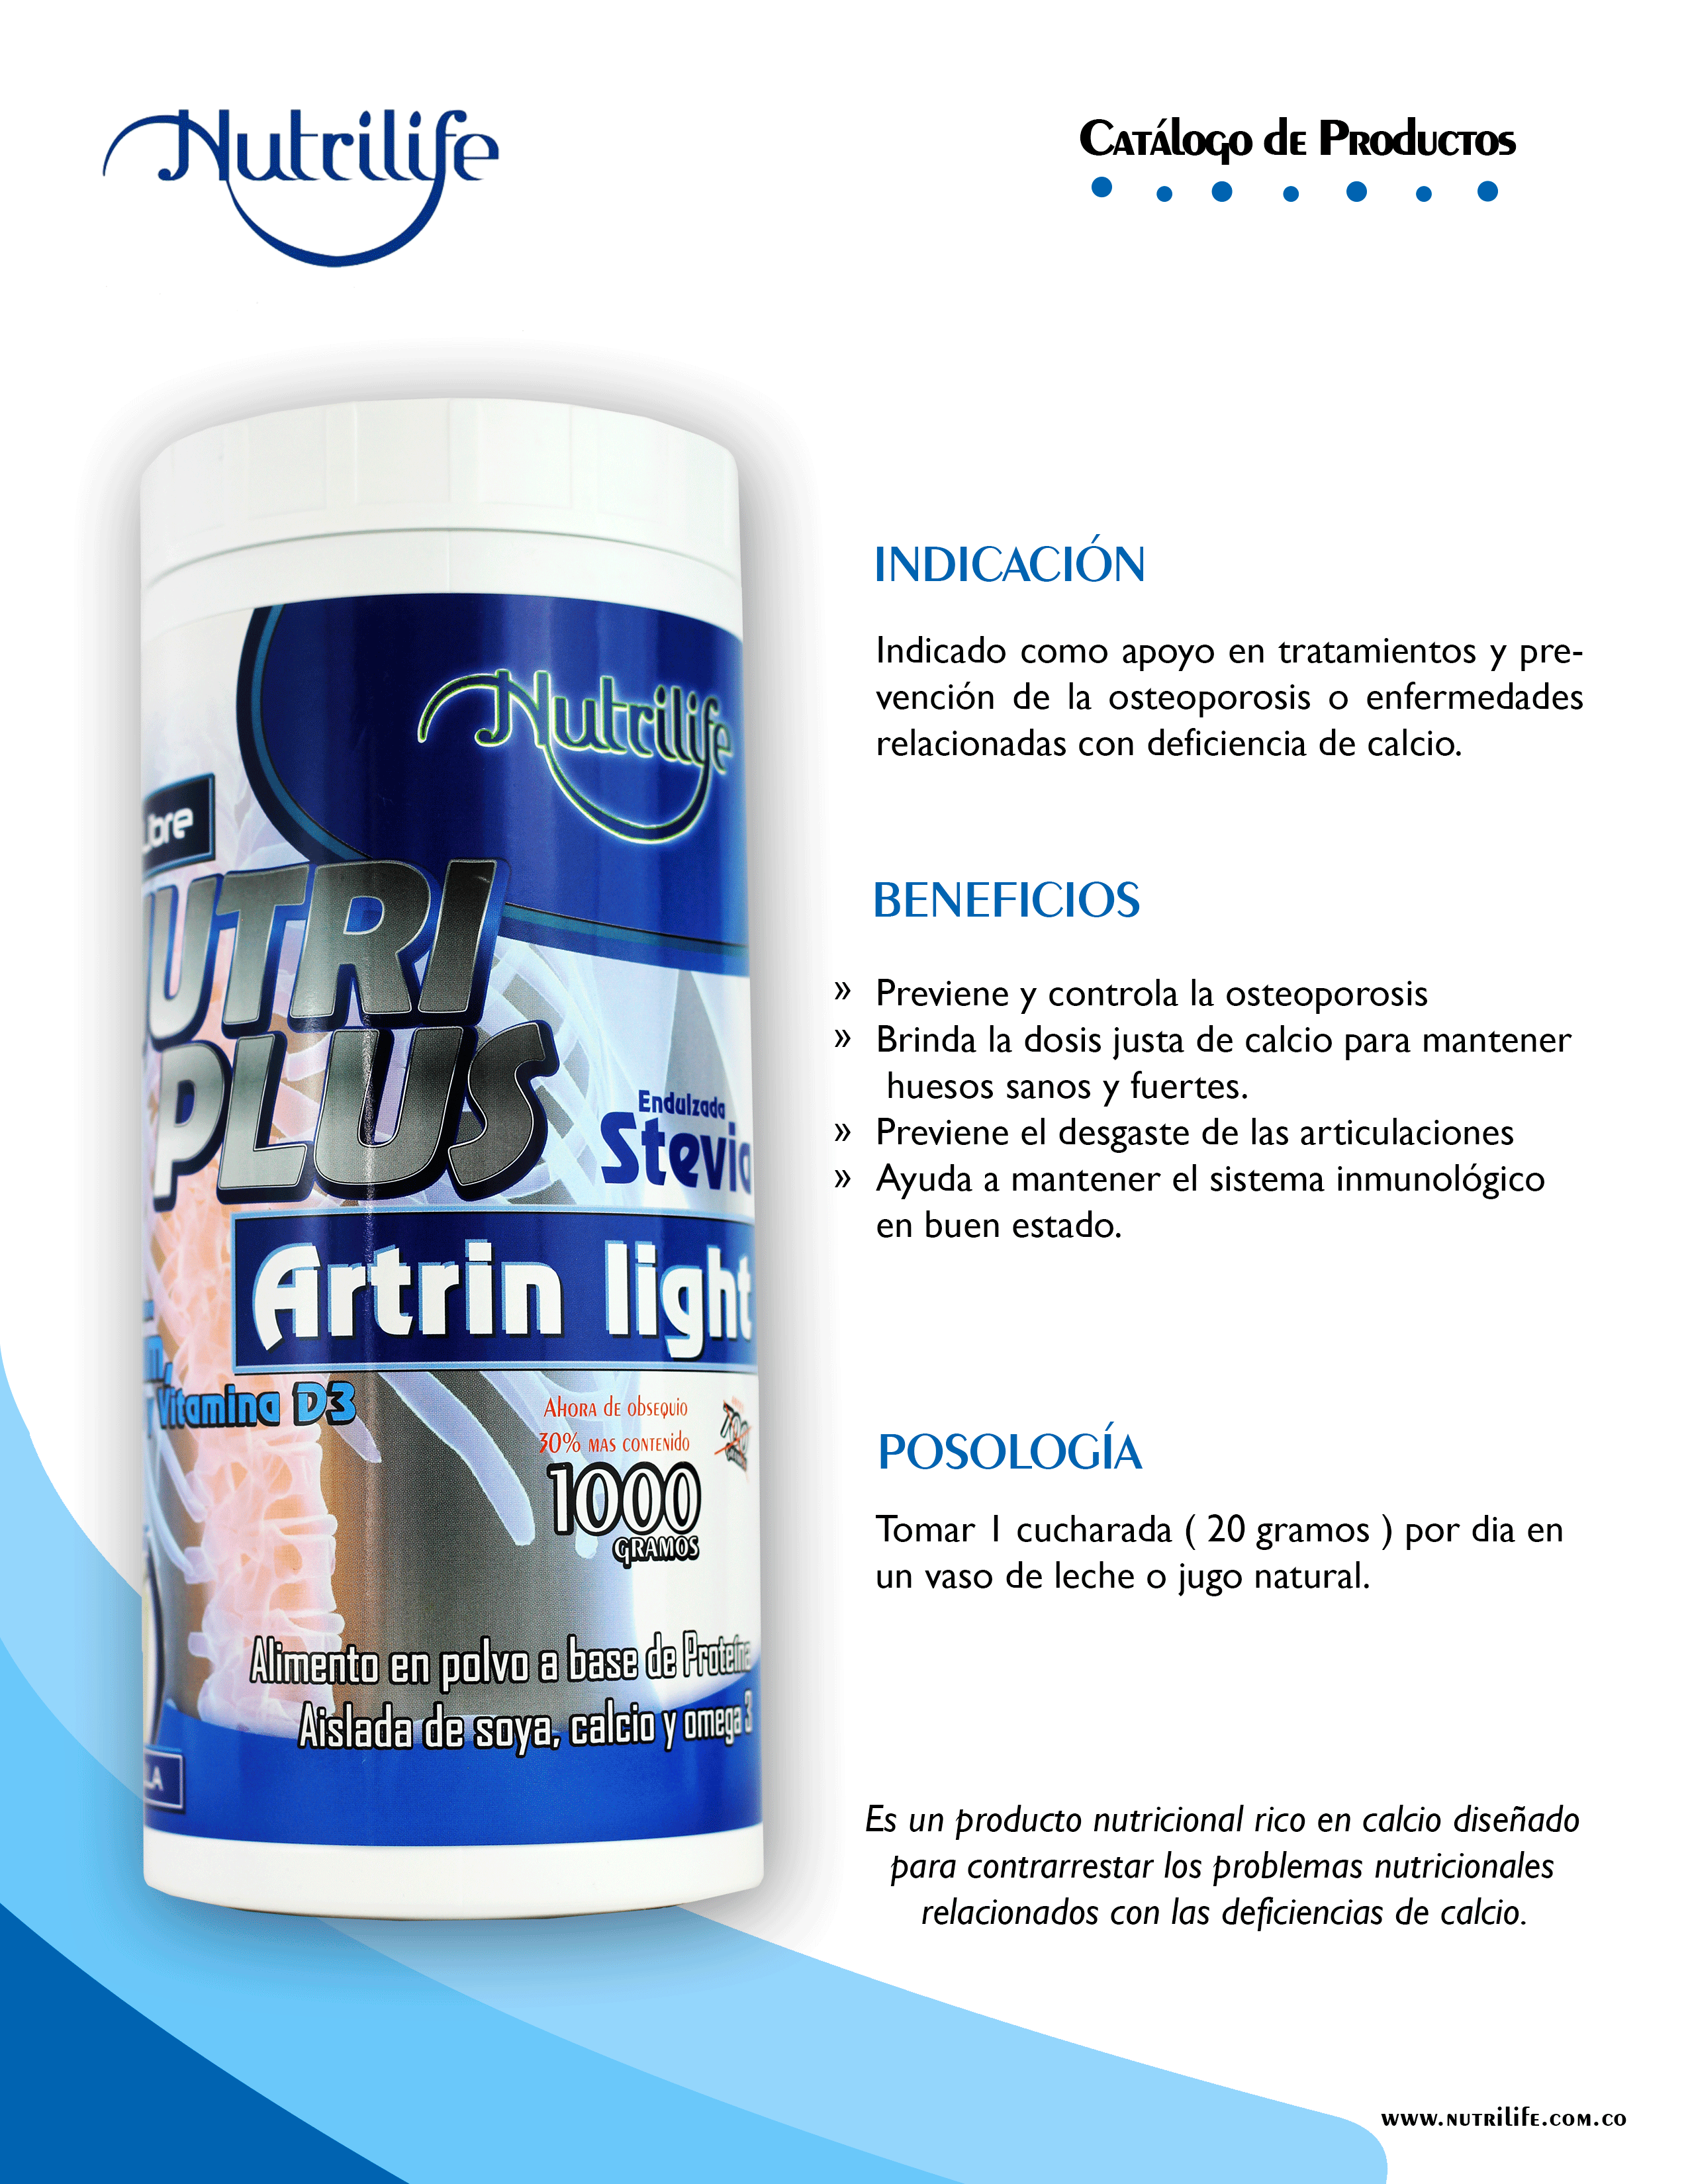 Nutrilife
Catálogo de Productos
INDICACIÓN
Indicado como apoyo en tratamientos y pre-
vención de la osteoporosis o enfermedades
relacionadas con deficiencia de calcio.
BENEFICIOS
» Previene y controla la osteoporosis
» Brinda la dosis justa de calcio para mantener
huesos sanos y fuertes.
» Previene el desgaste de las articulaciones
» Ayuda a mantener el sistema inmunológico
en buen estado.
POSOLOGÍA
Tomar 1 cucharada ( 20 gramos ) por dia en
un vaso de leche o jugo natural.
Es un producto nutricional rico en calcio diseñado
para contrarrestar los problemas nutricionales
relacionados con las deficiencias de calcio.
www.nutrilife.com.co
Nutrilife
UTRI
PLUS
Endulzada
Stevia
Artrin light
Vitamina D3
Ahora de obsequio
30% mas contenido
700
1000
GRAMOS
Alimento en polvo a base de Proteína
Aislada de soya, calcio y omega 3